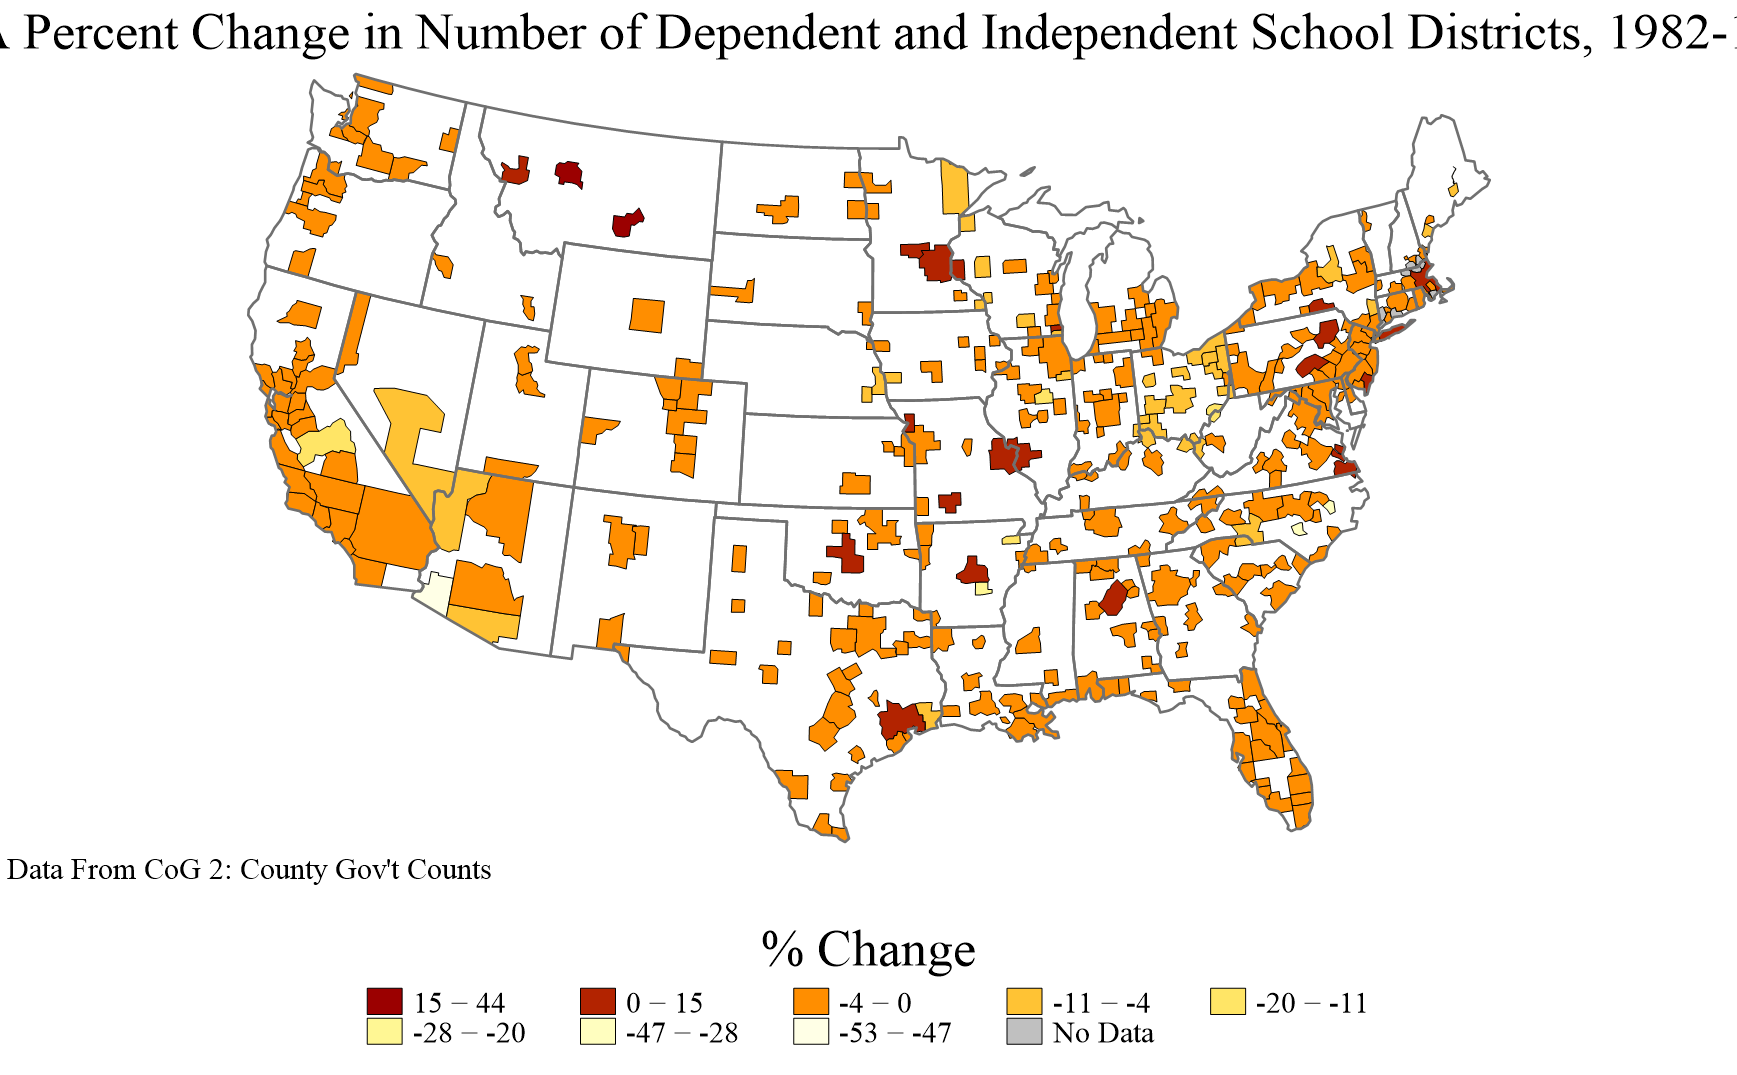 Percent Change in Number of Dependent and Independent School Districts, 1982-
Data From CoG 2: County Gov't Counts
% Change
15 – 44
0 – 15
-4 – 0
-11 – -4
-20 – -11
-28 – -20
-47 – -28
-53 – -47
No Data